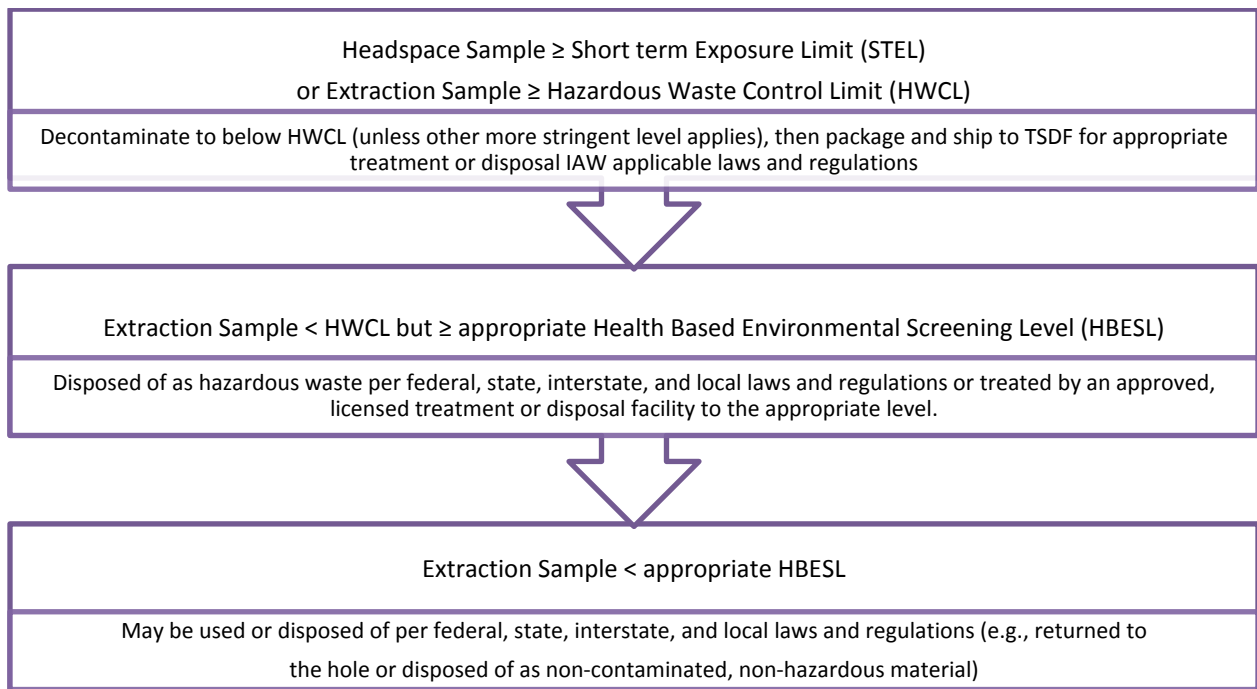 Headspace Sample ≥ Short term Exposure Limit (STEL)
or Extraction Sample ≥ Hazardous Waste Control Limit (HWCL)
Decontaminate to below HWCL (unless other more stringent level applies), then package and ship to TSDF for appropriate
treatment or disposal IAW applicable laws and regulations
Extraction Sample < HWCL but ≥ appropriate Health Based Environmental Screening Level (HBESL)
Disposed of as hazardous waste per federal, state, interstate, and local laws and regulations or treated by an approved,
licensed treatment or disposal facility to the appropriate level.
Extraction Sample < appropriate HBESL
May be used or disposed of per federal, state, interstate, and local laws and regulations (e.g., returned to
the hole or disposed of as non-contaminated, non-hazardous material)